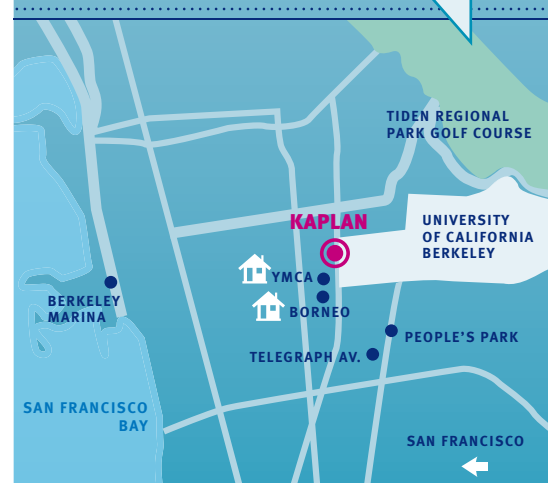 TIDEN REGIONAL
PARK GOLF COURSE
KAPLAN
UNIVERSITY
OF CALIFORNIA
BERKELEY
YMCA
BERKELEY
MARINA
BORNEO
PEOPLE'S PARK
TELEGRAPH AV.
SAN FRANCISCO
BAY
SAN FRANCISCO